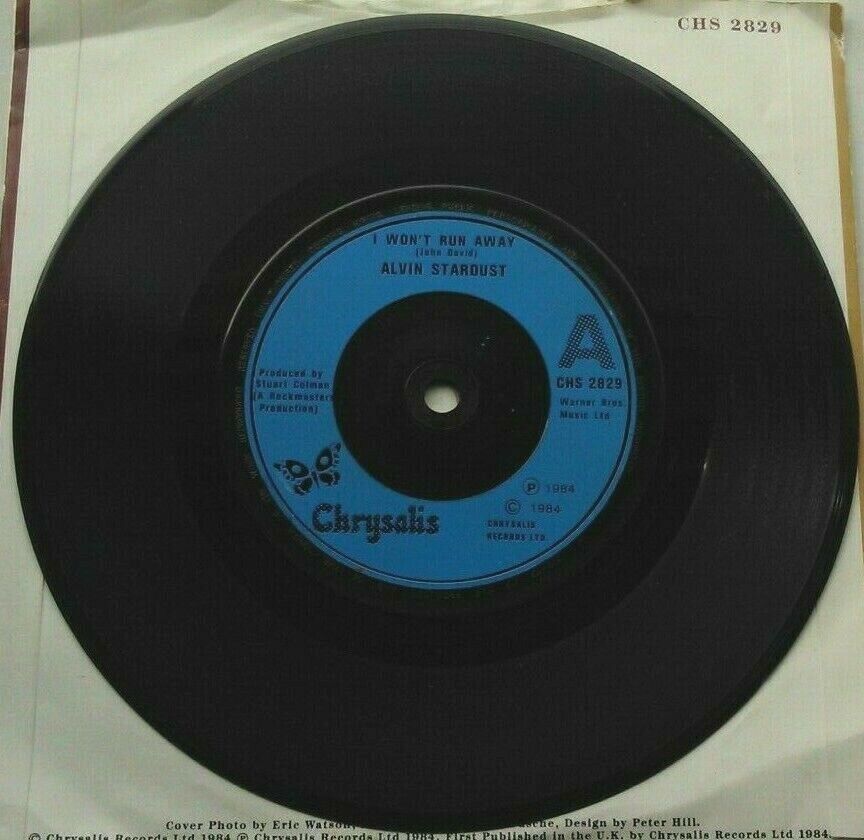 CHS 2829
I WON'T RUN AWAY
(John David)
ALVIN STARDUST
A
CHS 2829
Warner Bros.
Music Ltd
Produced by
Stuart Colman
(A Rockmasters
Production)
Ⓟ 1984
© 1984
CHRYSALIS
RECORDS LTD.
Chrysalis
Cover Photo by Eric Watson, Design by Peter Hill.
© Chrysalis Records Ltd 1984 Ⓟ Chrysalis Records Ltd 1984. First Published in the U.K. by Chrysalis Records Ltd 1984.